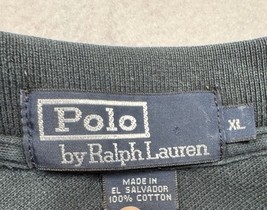 Polo
by Ralph Lauren
XL
MADE IN
EL SALVADOR
100% COTTON